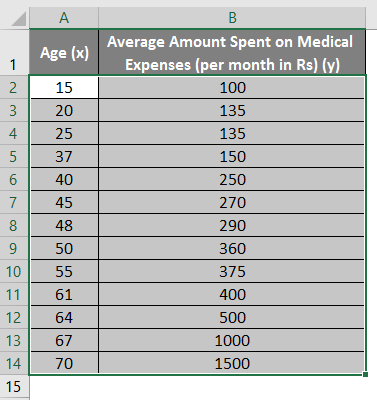 A B
1 Age (x) Average Amount Spent on Medical
Expenses (per month in Rs) (y)
2 15 100
3 20 135
4 25 135
5 37 150
6 40 250
7 45 270
8 48 290
9 50 360
10 55 375
11 61 400
12 64 500
13 67 1000
14 70 1500
15